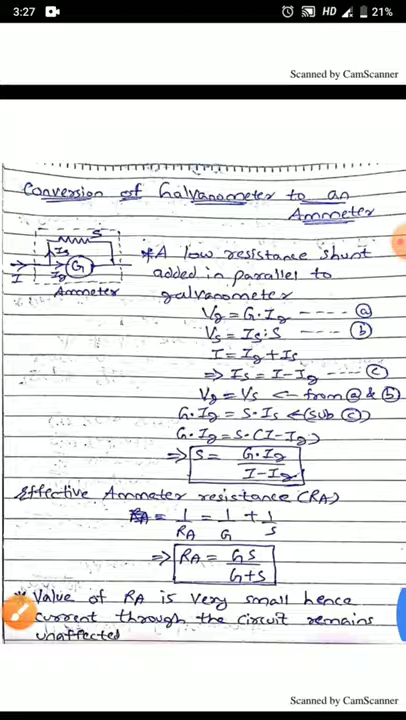 3:27
HD
21%
Scanned by CamScanner
Conversion of Galvanometer to an
Ammeter
S
Is
I
Ig
G
Ammeter
*A low resistance shunt
added in parallel to
galvanometer
Vg = G·Ig ---- ⓐ
Vs = Is·S ---- ⓑ
I = Ig + Is
⇒ Is = I - Ig ---- ⓒ
Vg = Vs ← from ⓐ & ⓑ
G·Ig = S·Is ← (sub ⓒ)
G·Ig = S·(I-Ig)
⇒ S = G·Ig / I-Ig
Effective Ammeter resistance (RA)
= 1/RA = 1/G + 1/S
⇒ RA = GS / G+S
* Value of RA is very small hence
current through the circuit remains
unaffected
Scanned by CamScanner